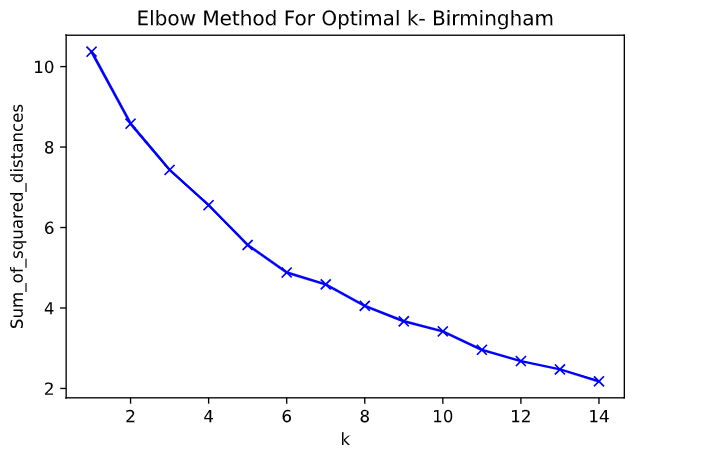 Elbow Method For Optimal k- Birmingham
Sum_of_squared_distances
10
8
6
4
2
2 4 6 8 10 12 14
k